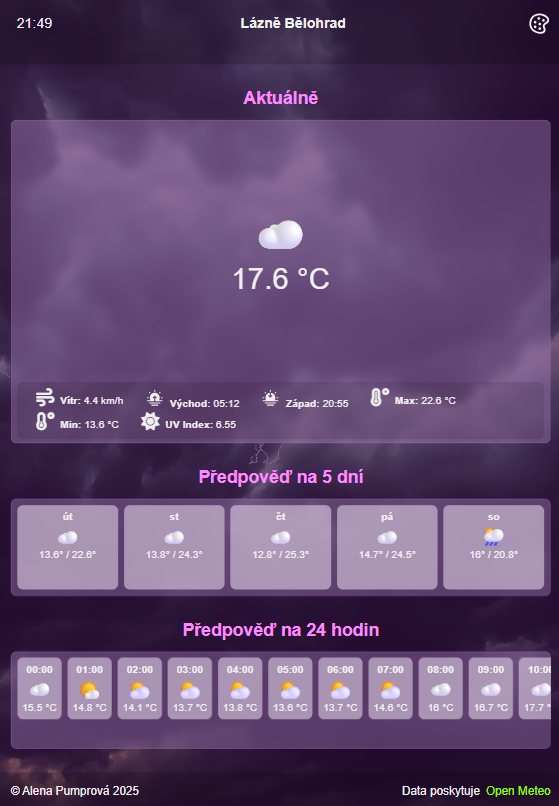 21:49 Lázně Bělohrad
Aktuálně
17.6 °C
Vítr: 4.4 km/h Východ: 05:12 Západ: 20:55 Max: 22.6 °C
Min: 13.6 °C UV Index: 6.55
Předpověď na 5 dní
út st čt pá so
13.6° / 22.6° 13.8° / 24.3° 12.8° / 25.3° 14.7° / 24.5° 16° / 20.8°
Předpověď na 24 hodin
00:00 01:00 02:00 03:00 04:00 05:00 06:00 07:00 08:00 09:00 10:00
15.5 °C 14.8 °C 14.1 °C 13.7 °C 13.8 °C 13.6 °C 13.7 °C 14.6 °C 16 °C 16.7 °C 17.7 °
© Alena Pumprová 2025 Data poskytuje Open Meteo